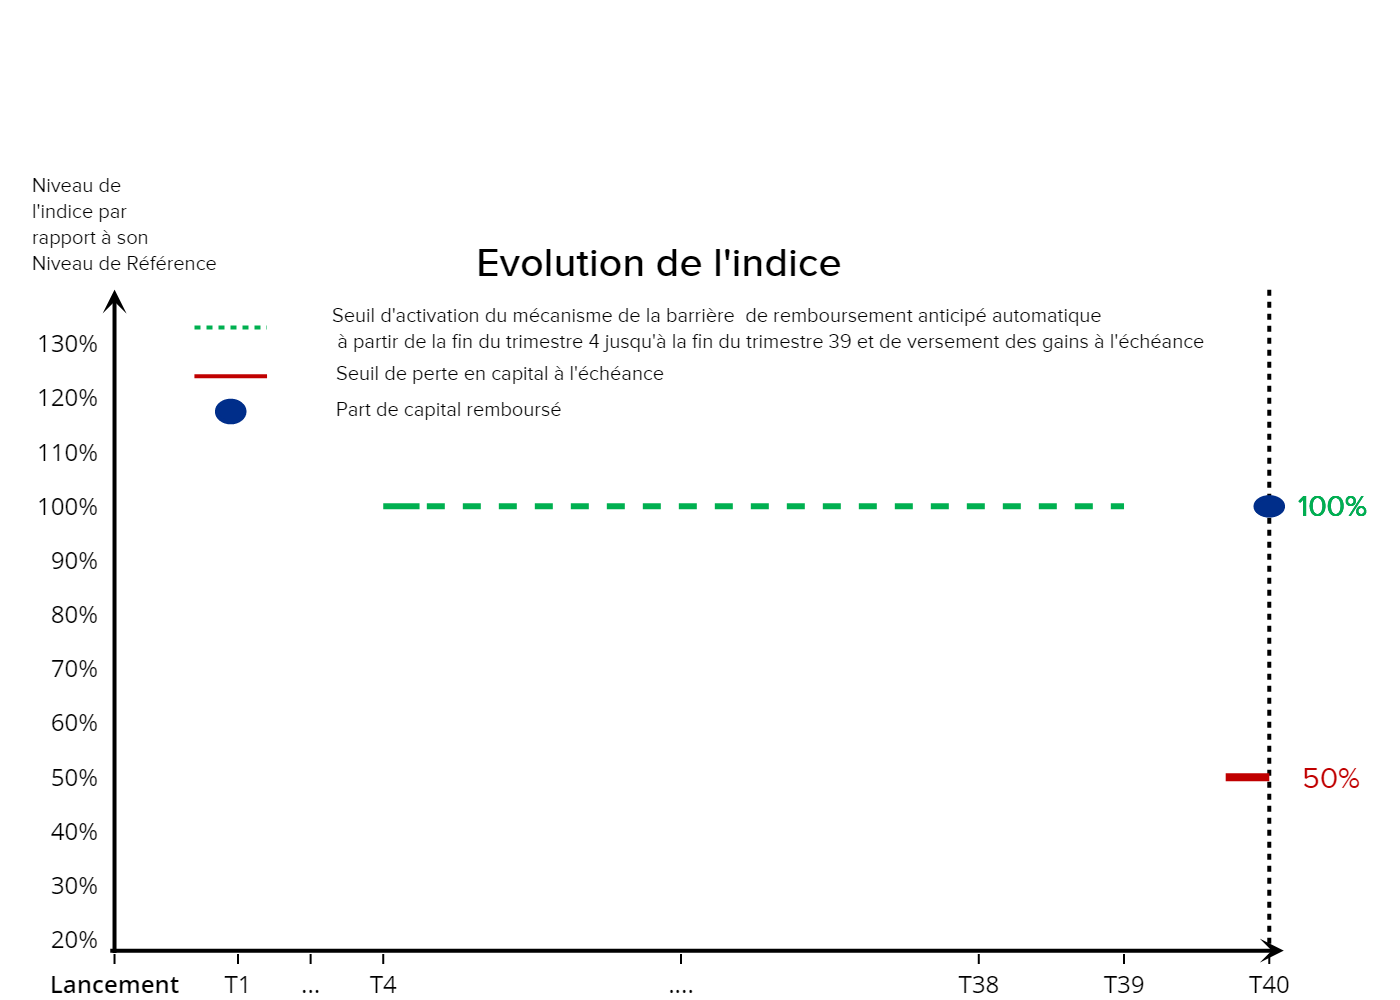 Niveau de
l'indice par
rapport à son
Niveau de Référence
Evolution de l'indice
Seuil d'activation du mécanisme de la barrière  de remboursement anticipé automatique
à partir de la fin du trimestre 4 jusqu'à la fin du trimestre 39 et de versement des gains à l'échéance
Seuil de perte en capital à l'échéance
Part de capital remboursé
130%
120%
110%
100%
90%
80%
70%
60%
50%
40%
30%
20%
100%
50%
Lancement T1 ... T4 .... T38 T39 T40